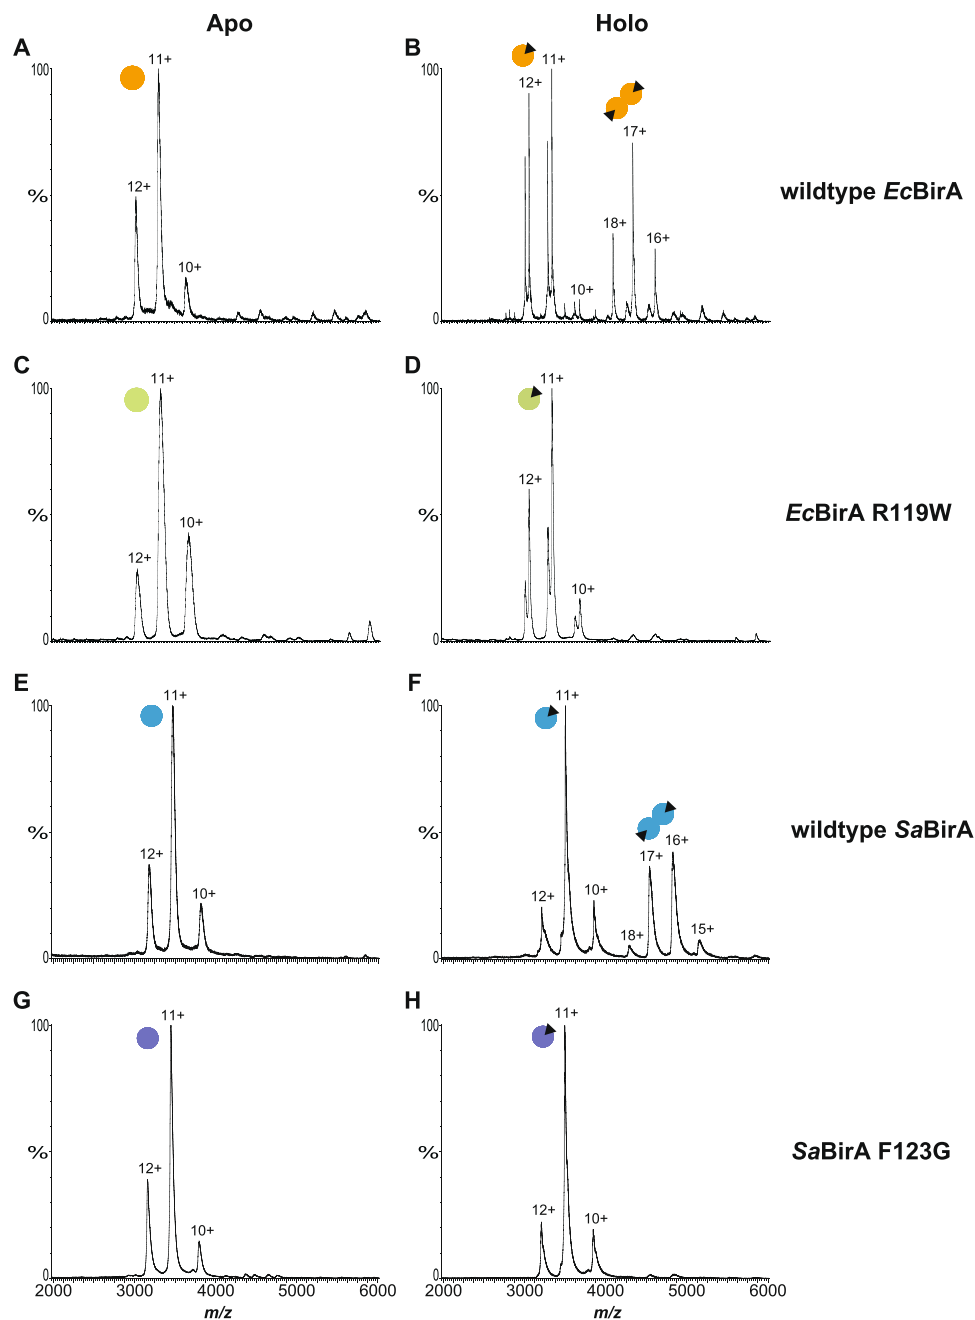 Apo Holo
A B
11+ 11+
100
12+
17+
12+
% %
wildtype EcBirA
18+
16+
10+ 10+
0 0
C D
11+ 11+
100 100
12+
% %
EcBirA R119W
10+
12+
10+
0 0
E F
11+ 11+
100 100
% %
wildtype SaBirA
16+
17+
12+
10+ 12+ 10+
18+ 15+
0 0
G H
11+ 11+
100 100
% %
SaBirA F123G
12+
10+ 12+ 10+
0 0
2000 3000 4000 5000 6000 2000 3000 4000 5000 6000
m/z m/z